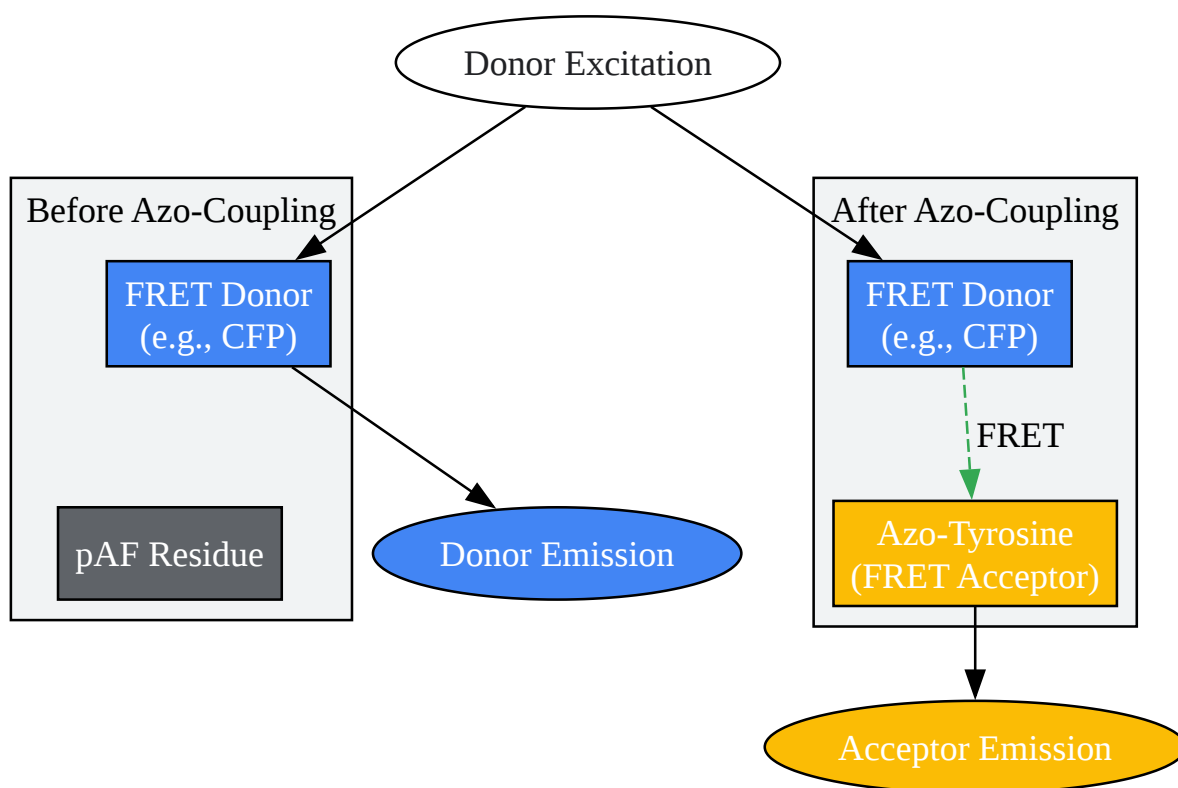 Donor Excitation
Before Azo-Coupling
FRET Donor
(e.g., CFP)
pAF Residue
Donor Emission
After Azo-Coupling
FRET Donor
(e.g., CFP)
FRET
Azo-Tyrosine
(FRET Acceptor)
Acceptor Emission